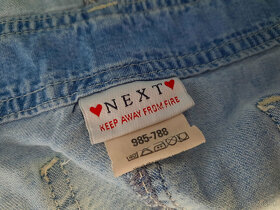 NEXT
KEEP AWAY FROM FIRE
985-788